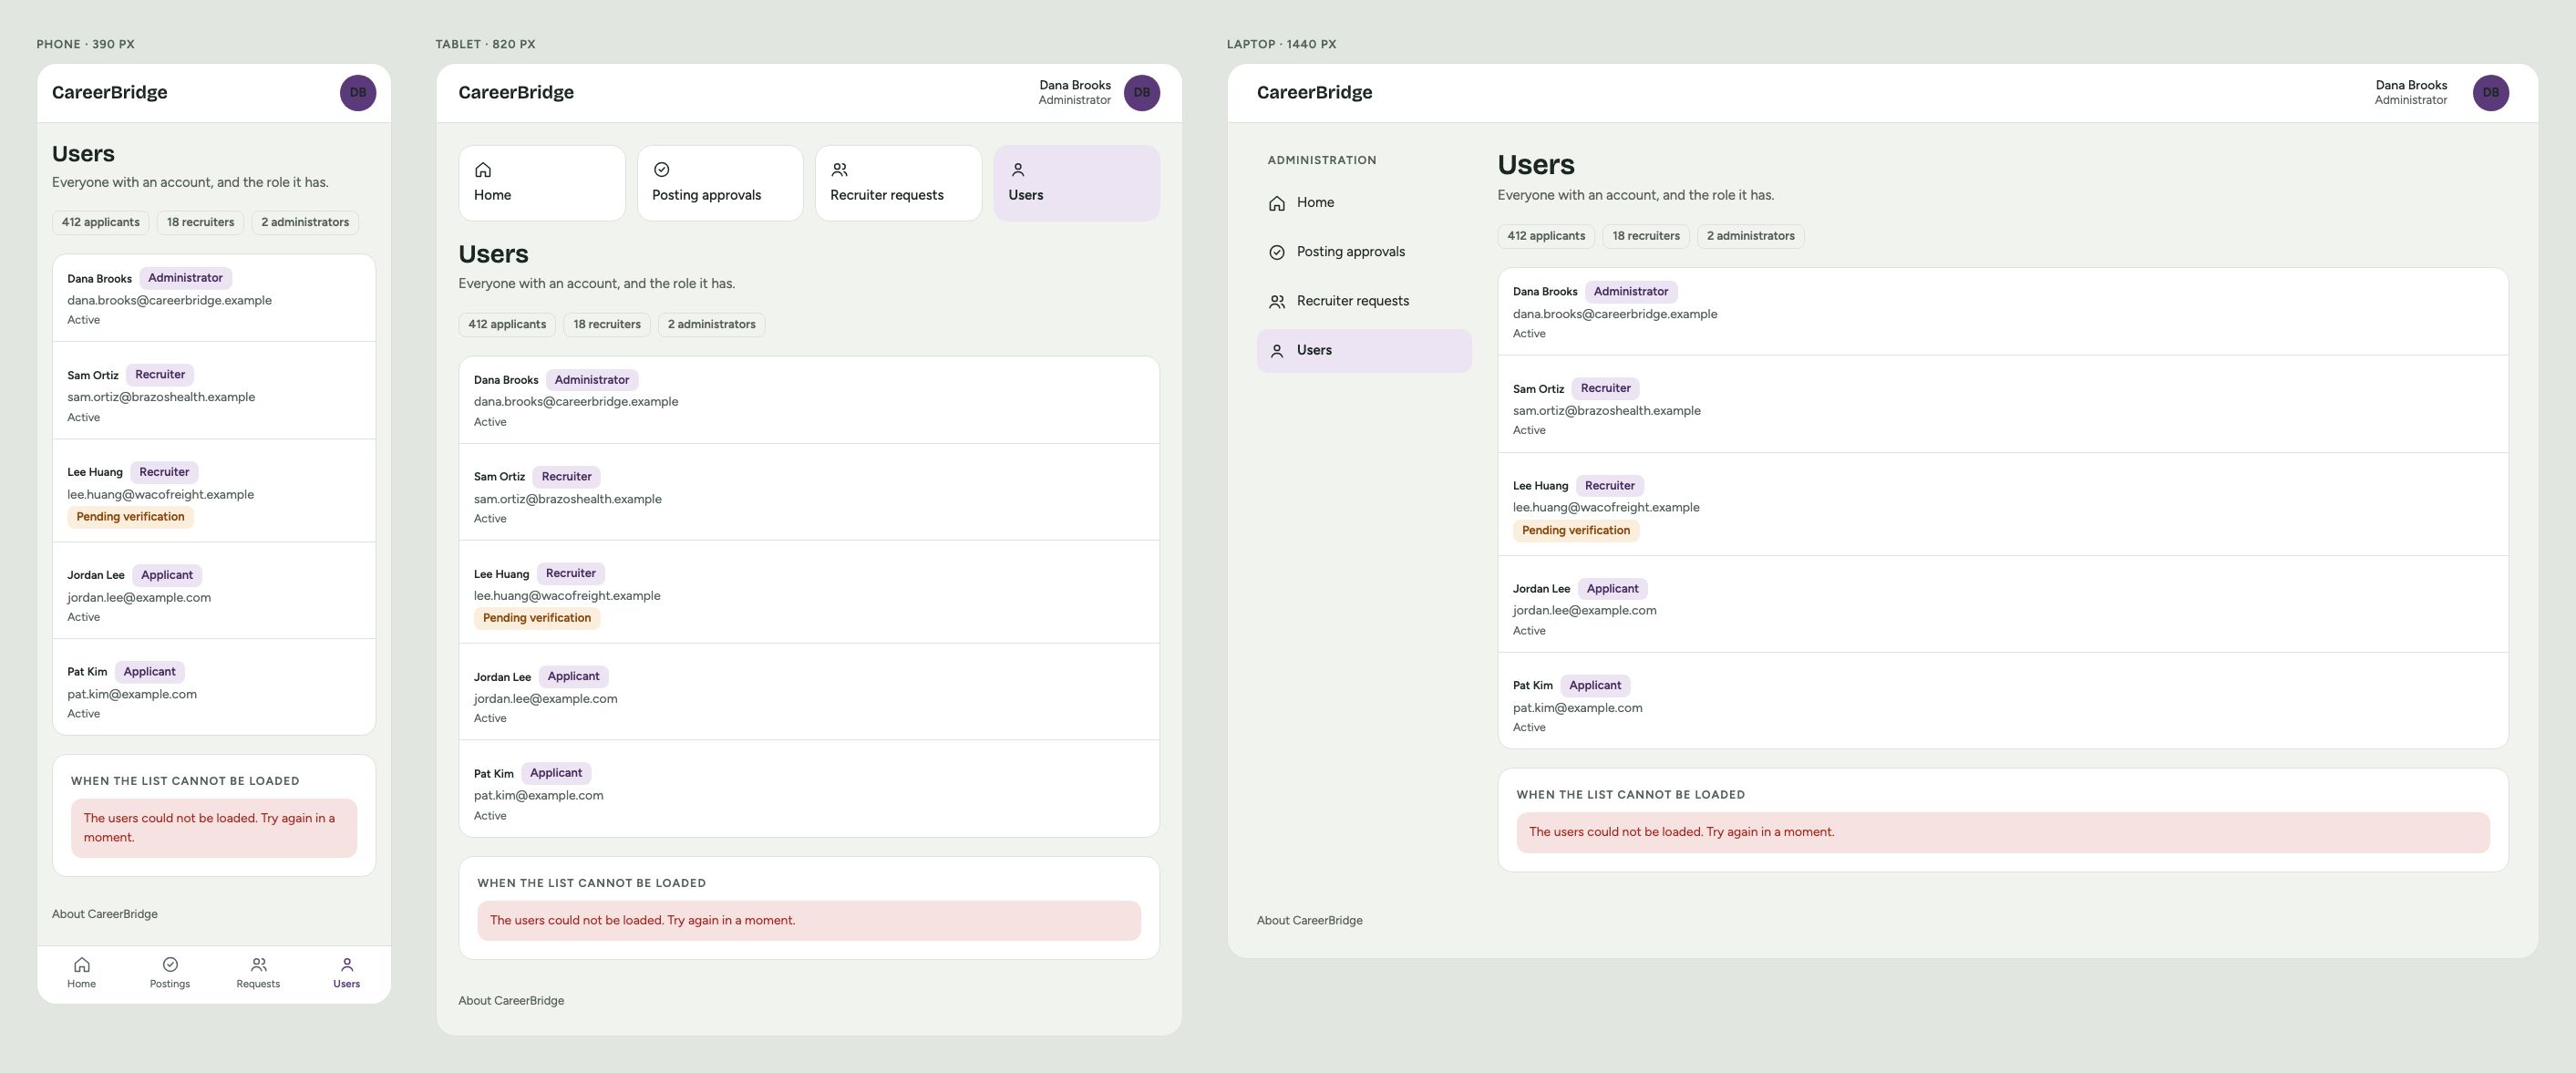 PHONE · 390 PX
CareerBridge
DB
Users
Everyone with an account, and the role it has.
412 applicants
18 recruiters
2 administrators
Dana Brooks
Administrator
dana.brooks@careerbridge.example
Active
Sam Ortiz
Recruiter
sam.ortiz@brazoshealth.example
Active
Lee Huang
Recruiter
lee.huang@wacofreight.example
Pending verification
Jordan Lee
Applicant
jordan.lee@example.com
Active
Pat Kim
Applicant
pat.kim@example.com
Active
WHEN THE LIST CANNOT BE LOADED
The users could not be loaded. Try again in a
moment.
About CareerBridge
Home
Postings
Requests
Users
TABLET · 820 PX
CareerBridge
Dana Brooks
Administrator
DB
Home
Posting approvals
Recruiter requests
Users
Users
Everyone with an account, and the role it has.
412 applicants
18 recruiters
2 administrators
Dana Brooks
Administrator
dana.brooks@careerbridge.example
Active
Sam Ortiz
Recruiter
sam.ortiz@brazoshealth.example
Active
Lee Huang
Recruiter
lee.huang@wacofreight.example
Pending verification
Jordan Lee
Applicant
jordan.lee@example.com
Active
Pat Kim
Applicant
pat.kim@example.com
Active
WHEN THE LIST CANNOT BE LOADED
The users could not be loaded. Try again in a moment.
About CareerBridge
LAPTOP · 1440 PX
CareerBridge
Dana Brooks
Administrator
DB
ADMINISTRATION
Home
Posting approvals
Recruiter requests
Users
Users
Everyone with an account, and the role it has.
412 applicants
18 recruiters
2 administrators
Dana Brooks
Administrator
dana.brooks@careerbridge.example
Active
Sam Ortiz
Recruiter
sam.ortiz@brazoshealth.example
Active
Lee Huang
Recruiter
lee.huang@wacofreight.example
Pending verification
Jordan Lee
Applicant
jordan.lee@example.com
Active
Pat Kim
Applicant
pat.kim@example.com
Active
WHEN THE LIST CANNOT BE LOADED
The users could not be loaded. Try again in a moment.
About CareerBridge